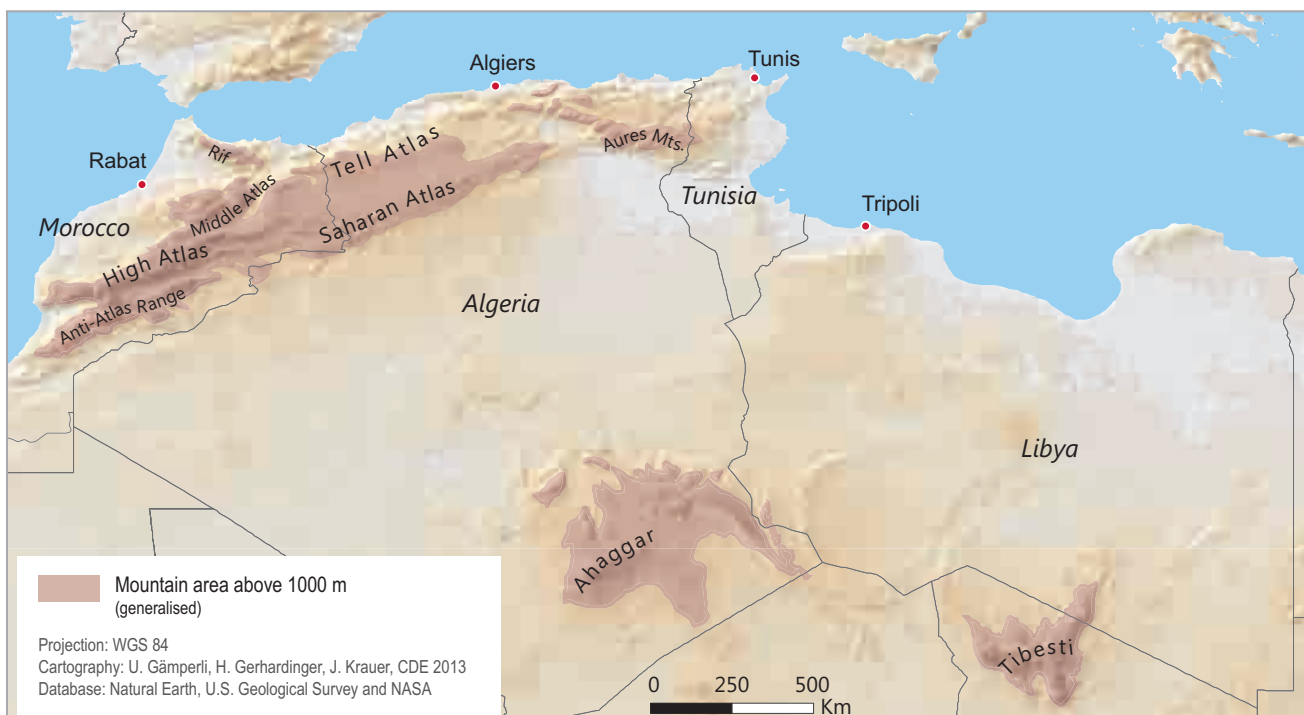 Algiers
Tunis
Rif
Tell Atlas
Aures Mts.
Rabat
Middle Atlas
Saharan Atlas
Tunisia
Morocco
High Atlas
Tripoli
Anti-Atlas Range
Algeria
Libya
Ahaggar
Tibesti
Mountain area above 1000 m
(generalised)
Projection: WGS 84
Cartography: U. Gämperli, H. Gerhardinger, J. Krauer, CDE 2013
Database: Natural Earth, U.S. Geological Survey and NASA
0 250 500
Km